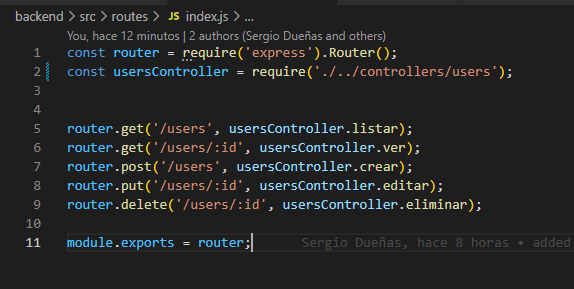 backend > src > routes > JS index.js > ...
You, hace 12 minutos | 2 authors (Sergio Dueñas and others)
1 const router = require('express').Router();
2 const usersController = require('./../controllers/users');
3
4
5 router.get('/users', usersController.listar);
6 router.get('/users/:id', usersController.ver);
7 router.post('/users', usersController.crear);
8 router.put('/users/:id', usersController.editar);
9 router.delete('/users/:id', usersController.eliminar);
10
11 module.exports = router; Sergio Dueñas, hace 8 horas • added